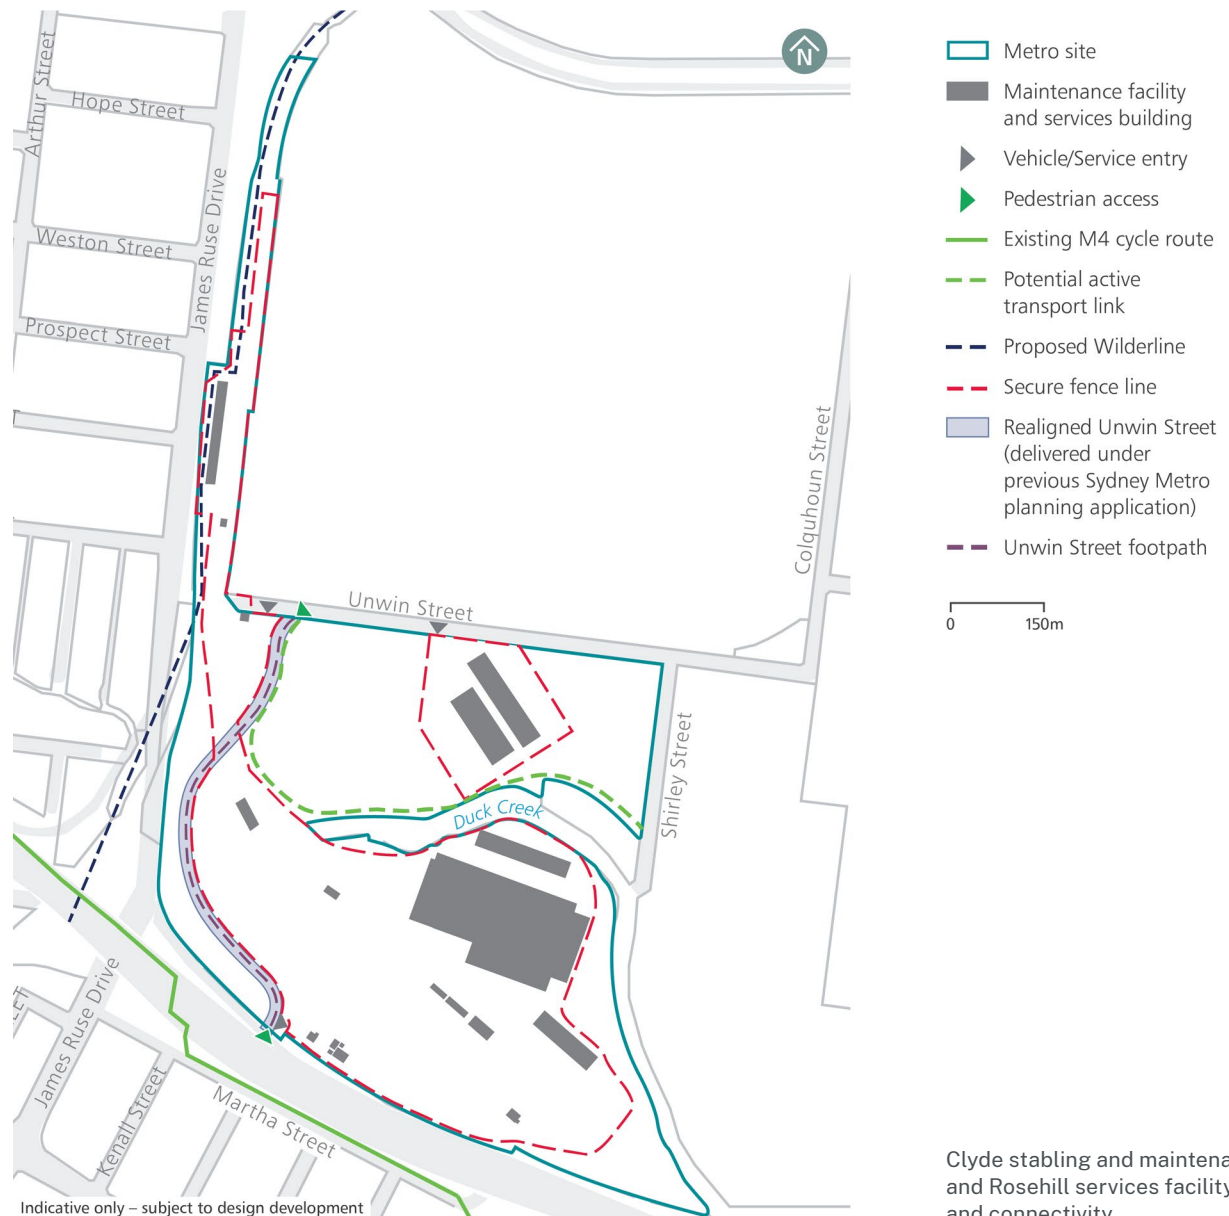 N
Arthur Street
Hope Street
James Ruse Drive
Weston Street
Prospect Street
Colquhoun Street
Unwin Street
Shirley Street
Duck Creek
James Ruse Drive
Kenall Street
Martha Street
Indicative only – subject to design development
Metro site
Maintenance facility
and services building
Vehicle/Service entry
Pedestrian access
Existing M4 cycle route
Potential active
transport link
Proposed Wilderline
Secure fence line
Realigned Unwin Street
(delivered under
previous Sydney Metro
planning application)
Unwin Street footpath
0 150m
Clyde stabling and maintena
and Rosehill services facility
and connectivity